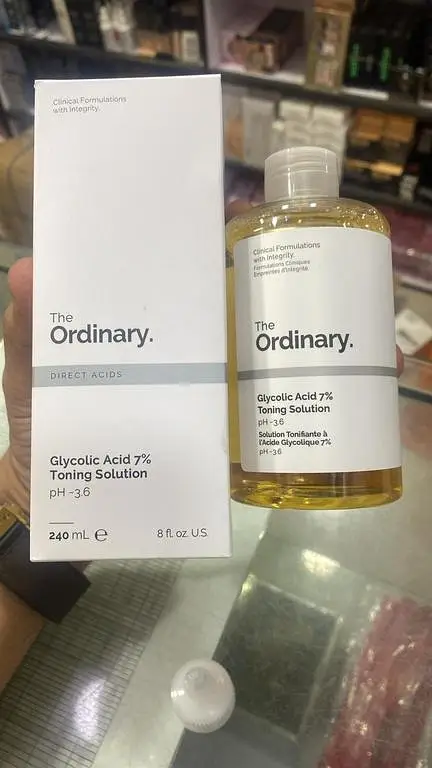 Clinical Formulations
with Integrity.
The
Ordinary.
DIRECT ACIDS
Glycolic Acid 7%
Toning Solution
pH ~3.6
240 mL ℮
8 fl. oz. U.S.
Clinical Formulations
with Integrity.
Formulations Cliniques
Empreintes d'Intégrité.
The
Ordinary.
Glycolic Acid 7%
Toning Solution
pH ~3.6
Solution Tonifiante à
l'Acide Glycolique 7%
pH ~3.6